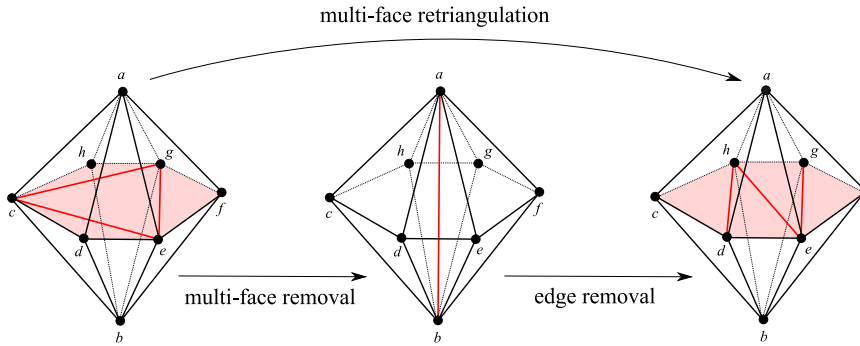 multi-face retriangulation
a
a
a
h
g
h
g
h
g
c
f
c
f
c
d
e
d
e
d
e
multi-face removal
edge removal
b
b
b